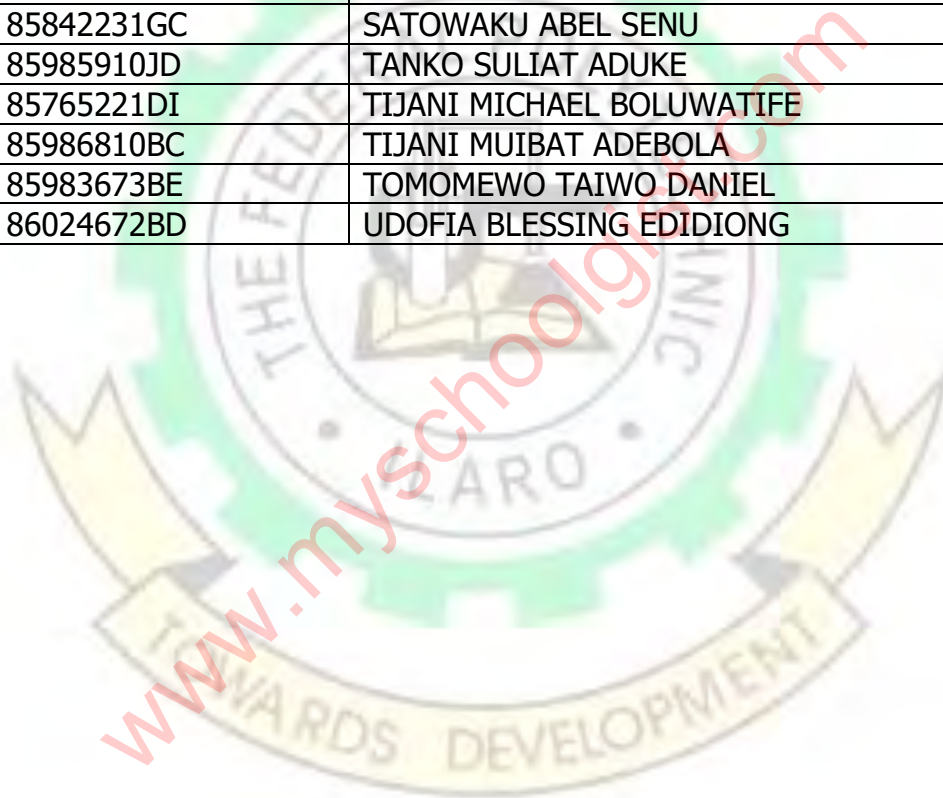 85842231GC SATOWAKU ABEL SENU
85985910JD TANKO SULIAT ADUKE
85765221DI TIJANI MICHAEL BOLUWATIFE
85986810BC TIJANI MUIBAT ADEBOLA
85983673BE TOMOMEWO TAIWO DANIEL
86024672BD UDOFIA BLESSING EDIDIONG
THE FEDERAL
ILARO
www.myschoolgist.com
TOWARDS DEVELOPMENT